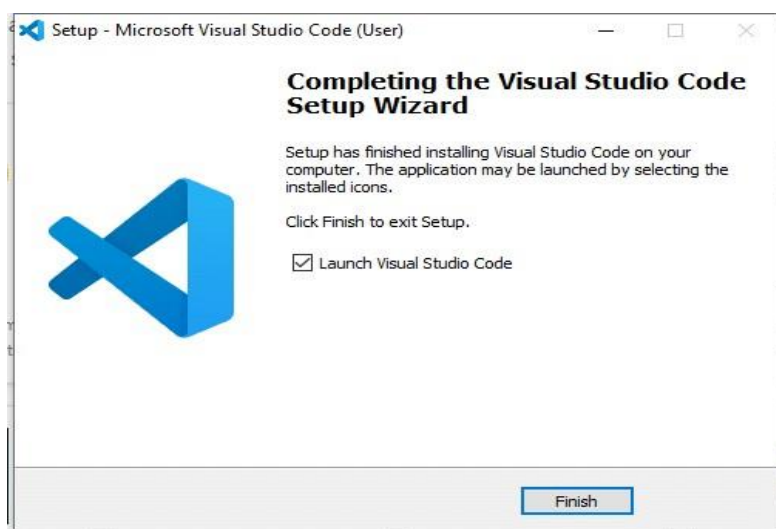 Setup - Microsoft Visual Studio Code (User)
Completing the Visual Studio Code
Setup Wizard
Setup has finished installing Visual Studio Code on your
computer. The application may be launched by selecting the
installed icons.
Click Finish to exit Setup.
Launch Visual Studio Code
Finish